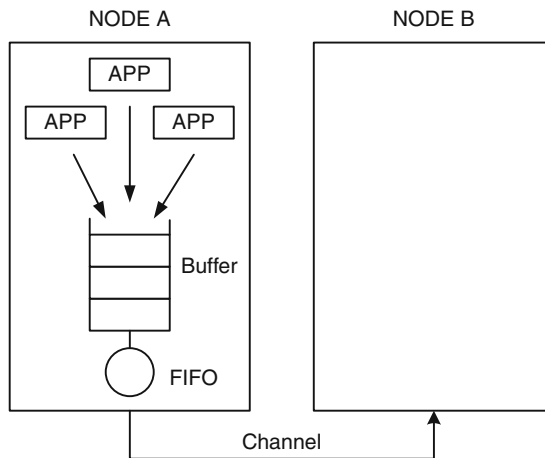 NODE A
NODE B
APP
APP
APP
Buffer
FIFO
Channel